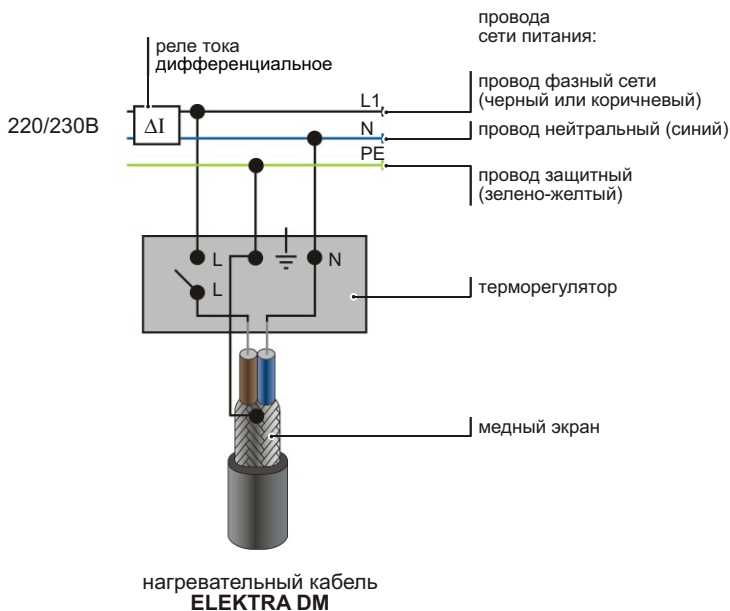 провода
сети питания:
реле тока
дифференциальное
L1
провод фазный сети
(черный или коричневый)
220/230В
ΔI
N
провод нейтральный (синий)
PE
провод защитный
(зелено-желтый)
L
N
L
терморегулятор
медный экран
нагревательный кабель
ELEKTRA DM